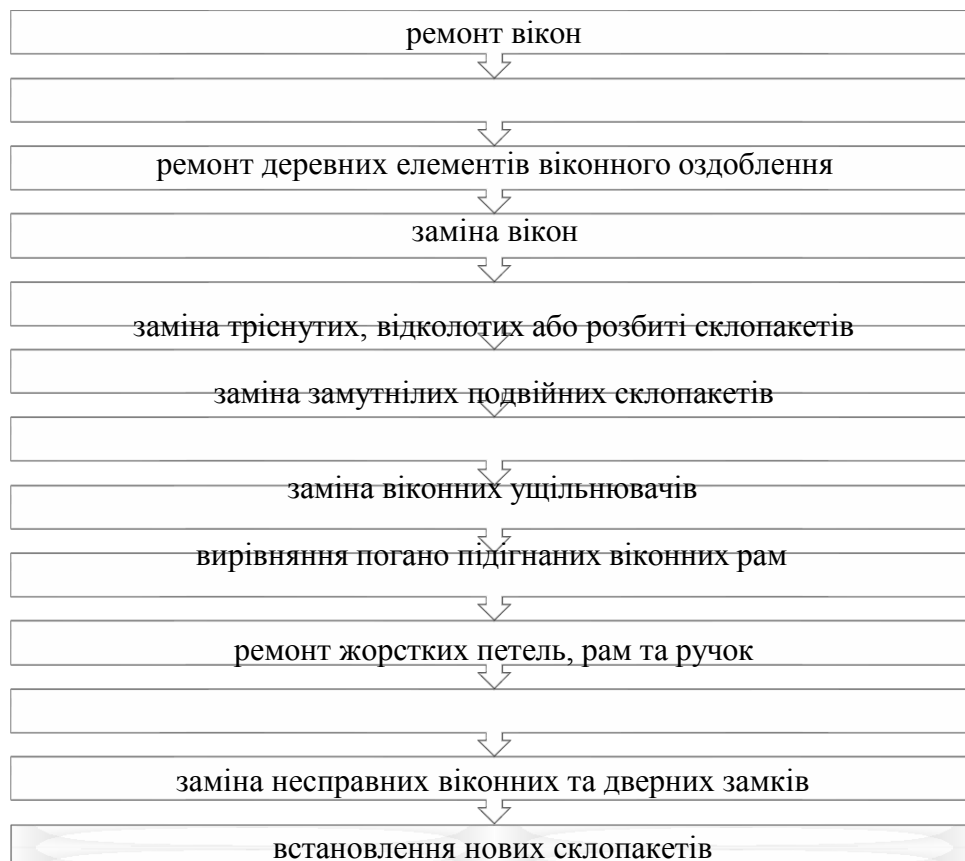 ремонт вікон
ремонт деревних елементів віконного оздоблення
заміна вікон
заміна тріснутих, відколотих або розбиті склопакетів
заміна замутнілих подвійних склопакетів
заміна віконних ущільнювачів
вирівняння погано підігнаних віконних рам
ремонт жорстких петель, рам та ручок
заміна несправних віконних та дверних замків
встановлення нових склопакетів